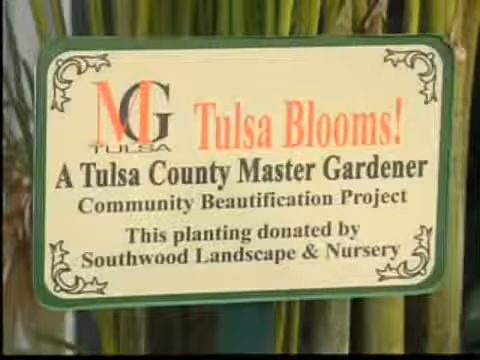 MG
TULSA
Tulsa Blooms!
A Tulsa County Master Gardener
Community Beautification Project
This planting donated by
Southwood Landscape & Nursery